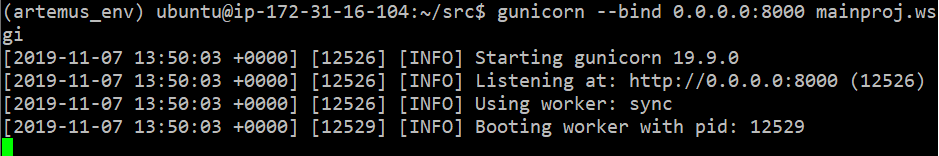 (artemus_env) ubuntu@ip-172-31-16-104:~/src$ gunicorn --bind 0.0.0.0:8000 mainproj.ws
gi
[2019-11-07 13:50:03 +0000] [12526] [INFO] Starting gunicorn 19.9.0
[2019-11-07 13:50:03 +0000] [12526] [INFO] Listening at: http://0.0.0.0:8000 (12526)
[2019-11-07 13:50:03 +0000] [12526] [INFO] Using worker: sync
[2019-11-07 13:50:03 +0000] [12529] [INFO] Booting worker with pid: 12529